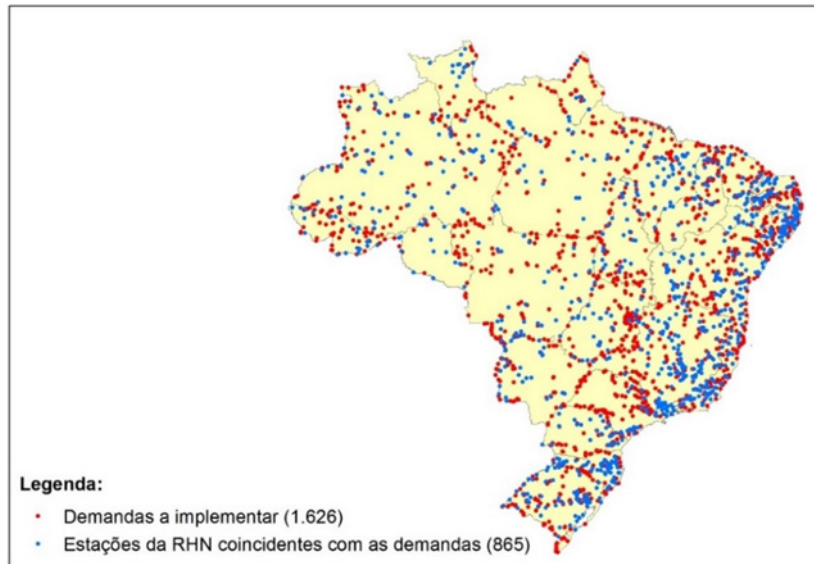 Legenda:
Demandas a implementar (1.626)
Estações da RHN coincidentes com as demandas (865)